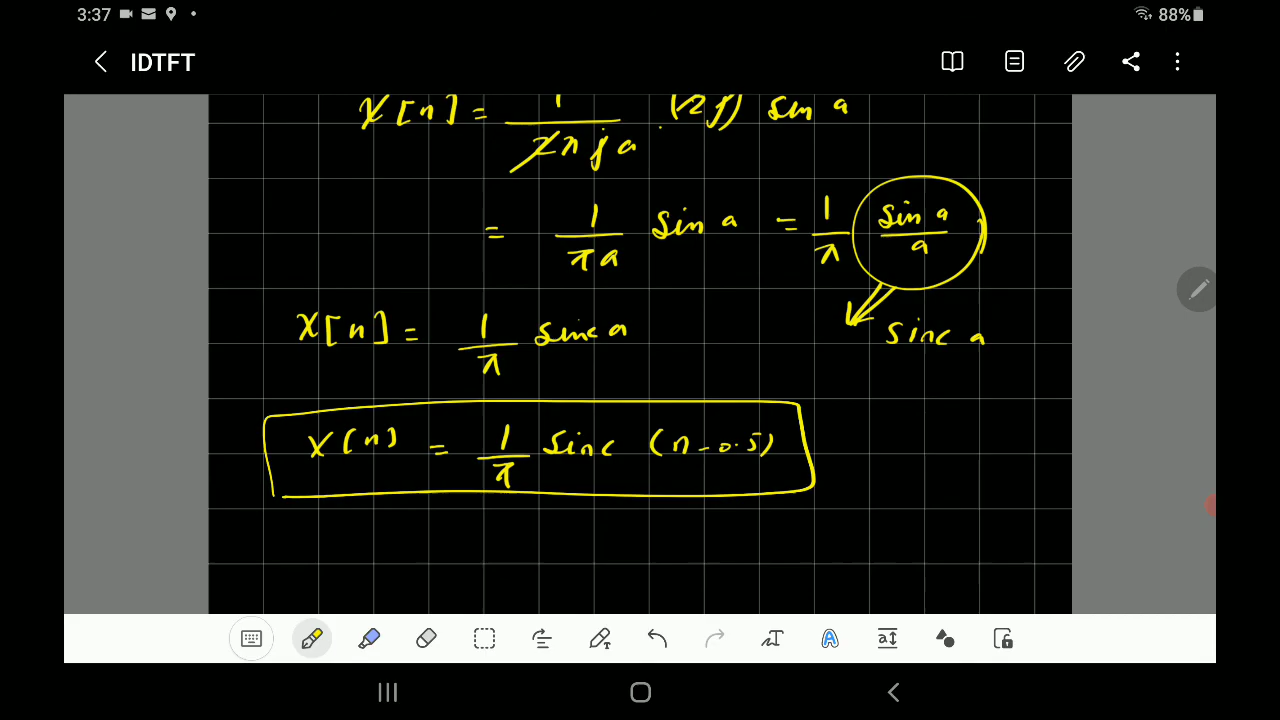 3:37 88%
IDTFT
x[n] = 1/2πja · (2j) sin a
= 1/πa sin a = 1/π sin a/a
sinc a
x[n] = 1/π sinc a
x[n] = 1/π sinc (n-0.5)